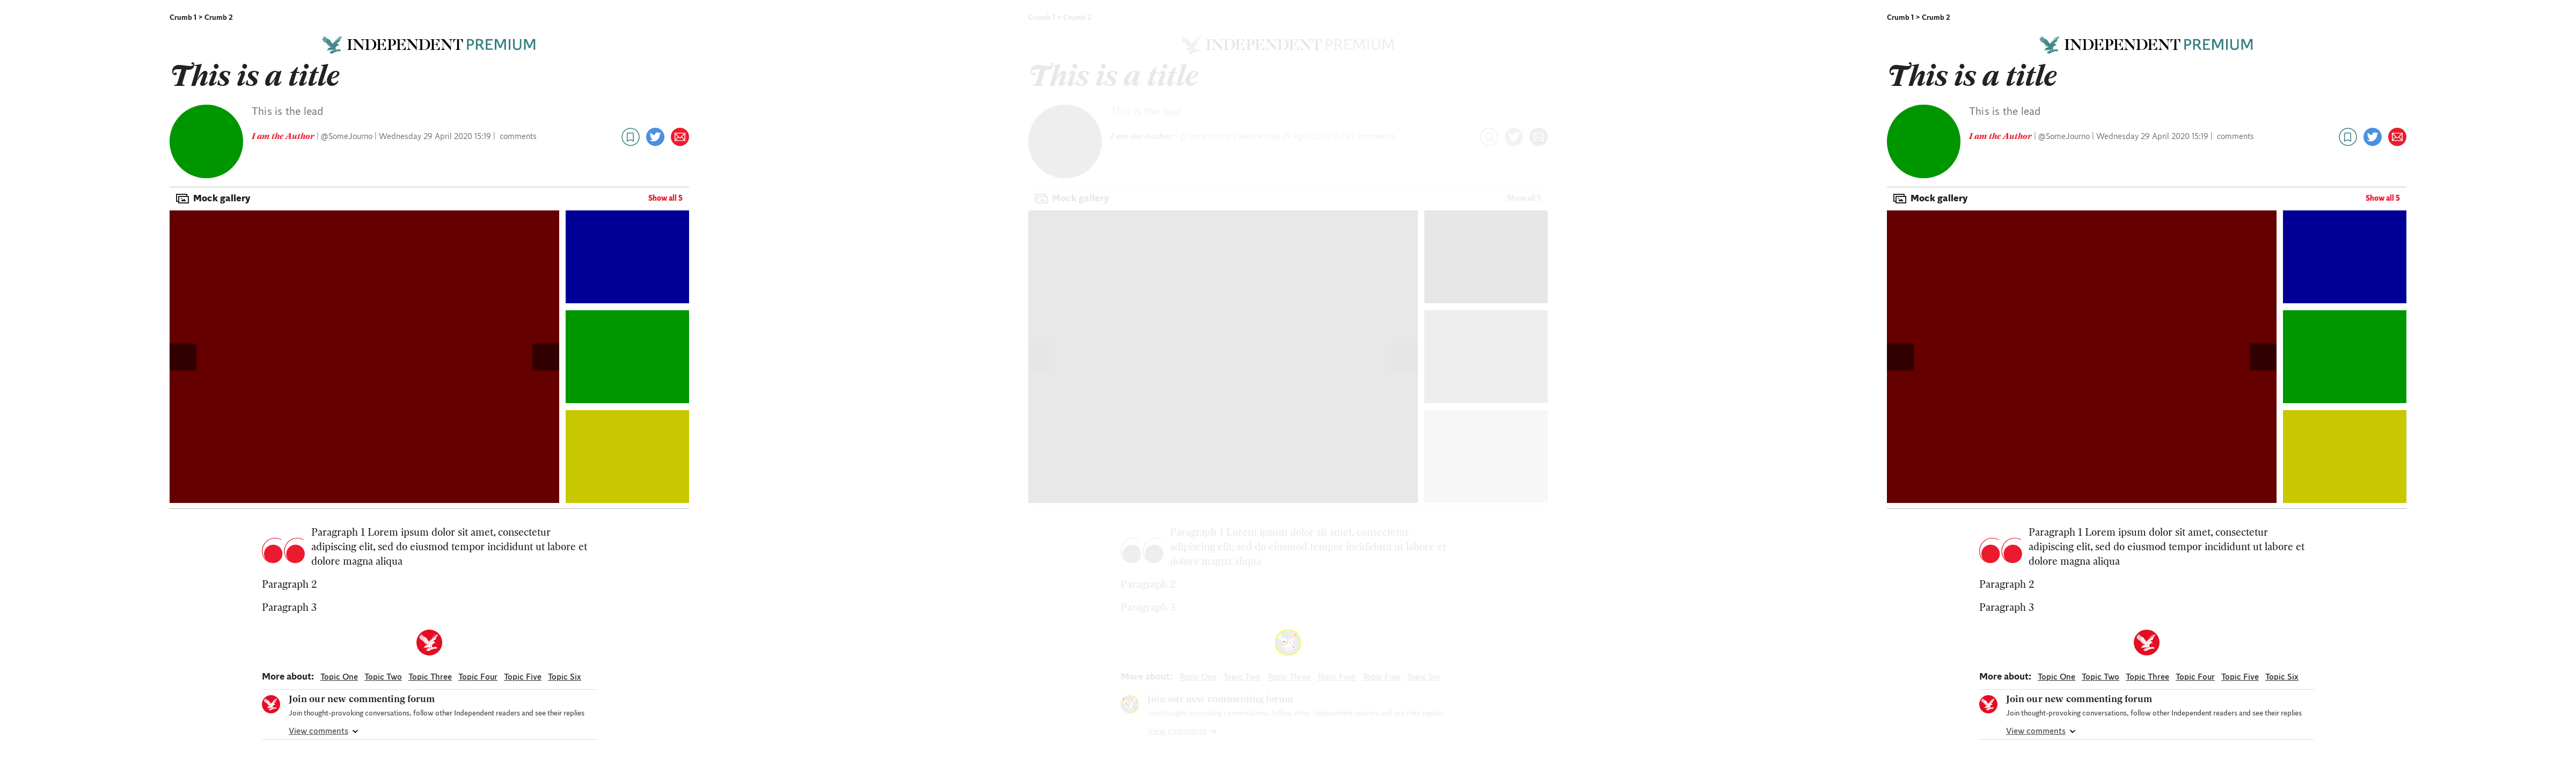 Crumb 1 > Crumb 2
INDEPENDENT PREMIUM
This is a title
This is the lead
I am the Author | @SomeJourno | Wednesday 29 April 2020 15:19 | comments
Mock gallery
Show all 5
Paragraph 1 Lorem ipsum dolor sit amet, consectetur
adipiscing elit, sed do eiusmod tempor incididunt ut labore et
dolore magna aliqua
Paragraph 2
Paragraph 3
More about: Topic One Topic Two Topic Three Topic Four Topic Five Topic Six
Join our new commenting forum
Join thought-provoking conversations, follow other Independent readers and see their replies
View comments
Crumb 1 > Crumb 2
INDEPENDENT PREMIUM
This is a title
This is the lead
I am the Author | @SomeJourno | Wednesday 29 April 2020 15:19 | comments
Mock gallery
Show all 5
Paragraph 1 Lorem ipsum dolor sit amet, consectetur
adipiscing elit, sed do eiusmod tempor incididunt ut labore et
dolore magna aliqua
Paragraph 2
Paragraph 3
More about: Topic One Topic Two Topic Three Topic Four Topic Five Topic Six
Join our new commenting forum
Join thought-provoking conversations, follow other Independent readers and see their replies
View comments
Crumb 1 > Crumb 2
INDEPENDENT PREMIUM
This is a title
This is the lead
I am the Author | @SomeJourno | Wednesday 29 April 2020 15:19 | comments
Mock gallery
Show all 5
Paragraph 1 Lorem ipsum dolor sit amet, consectetur
adipiscing elit, sed do eiusmod tempor incididunt ut labore et
dolore magna aliqua
Paragraph 2
Paragraph 3
More about: Topic One Topic Two Topic Three Topic Four Topic Five Topic Six
Join our new commenting forum
Join thought-provoking conversations, follow other Independent readers and see their replies
View comments